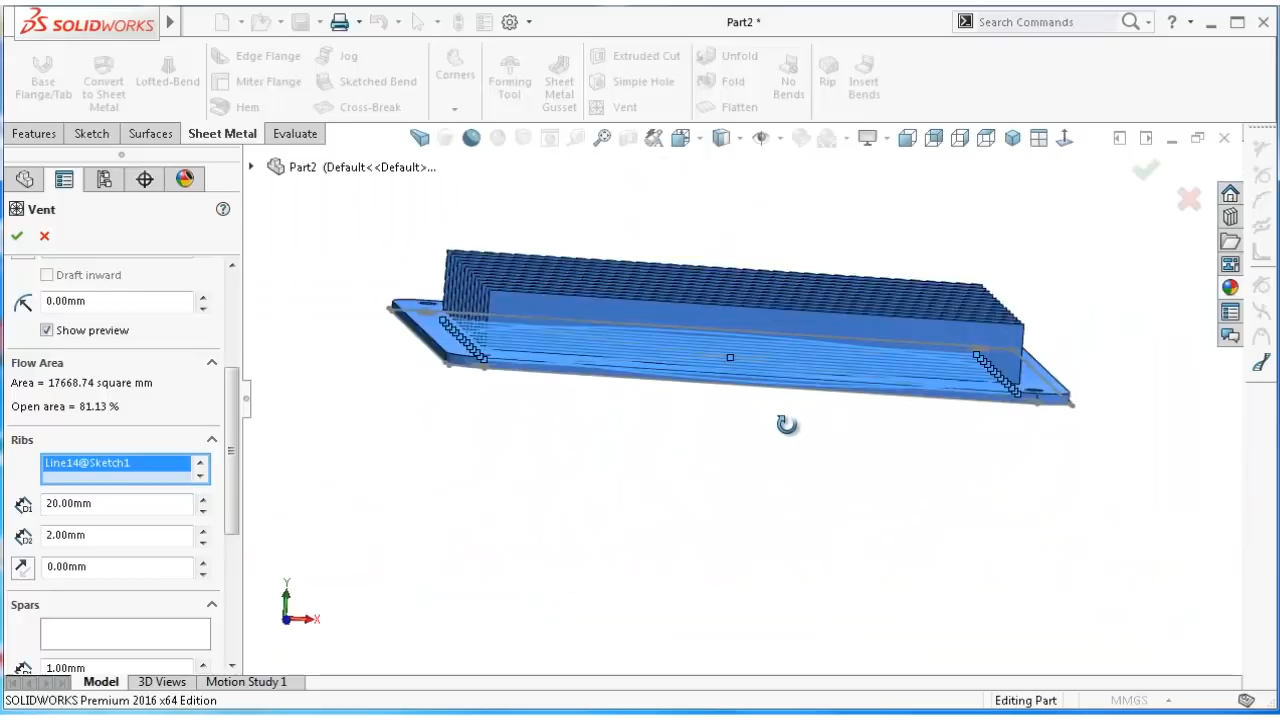 SOLIDWORKS
Part2 *
Search Commands
?
Base Flange/Tab
Convert to Sheet Metal
Lofted-Bend
Edge Flange
Miter Flange
Hem
Jog
Sketched Bend
Cross-Break
Corners
Forming Tool
Sheet Metal Gusset
Extruded Cut
Simple Hole
Vent
Unfold
Fold
Flatten
No Bends
Rip
Insert Bends
Features
Sketch
Surfaces
Sheet Metal
Evaluate
Part2 (Default<<Default>...
Vent
?
Draft inward
0.00mm
Show preview
Flow Area
Area = 17668.74 square mm
Open area = 81.13 %
Ribs
Line14@Sketch1
D1
20.00mm
D2
2.00mm
0.00mm
Spars
1.00mm
Y
X
Model
3D Views
Motion Study 1
SOLIDWORKS Premium 2016 x64 Edition
Editing Part
MMGS